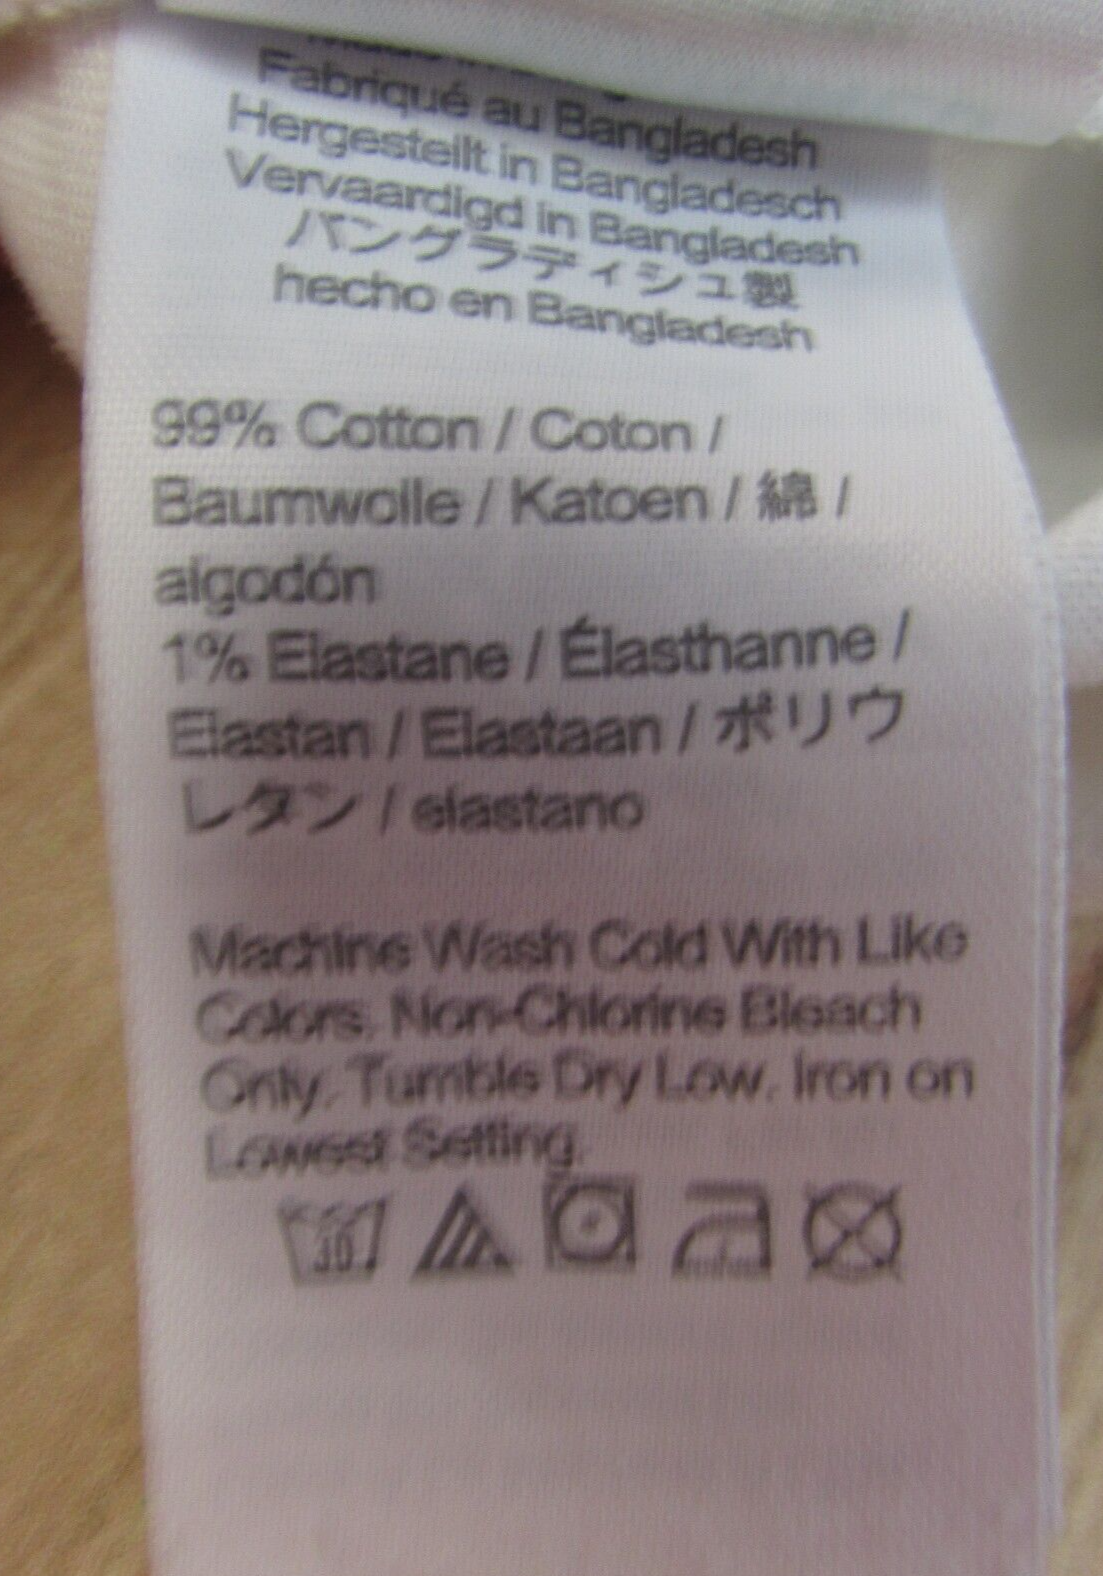 Fabriqué au Bangladesh
Hergestellt in Bangladesch
Vervaardigd in Bangladesh
バングラディシュ製
hecho en Bangladesh
99% Cotton / Coton /
Baumwolle / Katoen / 綿 /
algodón
1% Elastane / Élasthanne /
Elastan / Elastaan / ポリウ
レタン / elastano
Machine Wash Cold With Like
Colors. Non-Chlorine Bleach
Only. Tumble Dry Low. Iron on
Lowest Setting.
30